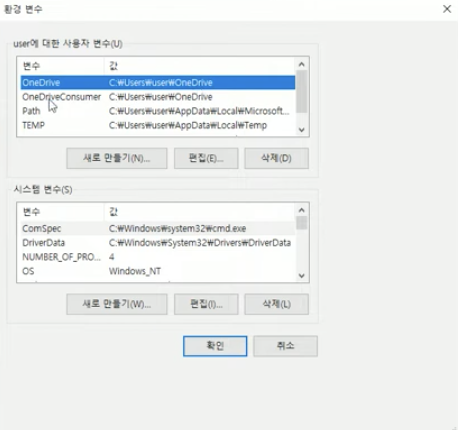 환경 변수
user에 대한 사용자 변수(U)
변수 값
OneDrive C:₩Users₩user₩OneDrive
OneDriveConsumer C:₩Users₩user₩OneDrive
Path C:₩Users₩user₩AppData₩Local₩Microsoft...
TEMP C:₩Users₩user₩AppData₩Local₩Temp
새로 만들기(N)... 편집(E)... 삭제(D)
시스템 변수(S)
변수 값
ComSpec C:₩Windows₩system32₩cmd.exe
DriverData C:₩Windows₩System32₩Drivers₩DriverData
NUMBER_OF_PRO... 4
OS Windows_NT
새로 만들기(W)... 편집(I)... 삭제(L)
확인 취소